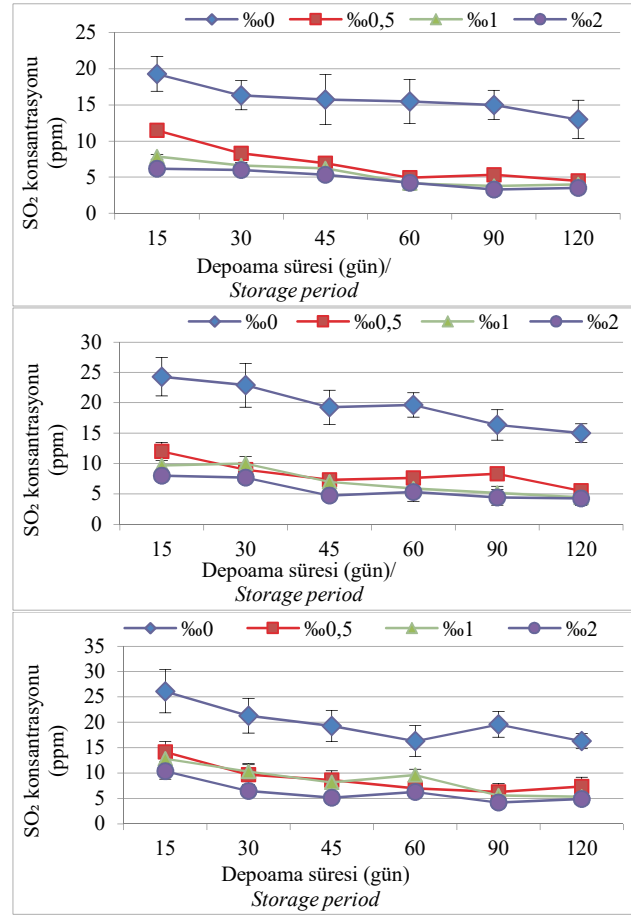 ‰0 ‰0,5 ‰1 ‰2
25
20
15
10
5
0
SO₂ konsantrasyonu
(ppm)
15 30 45 60 90 120
Depoama süresi (gün)/
Storage period
‰0 ‰0,5 ‰1 ‰2
30
25
20
15
10
5
0
SO₂ konsantrasyonu
(ppm)
15 30 45 60 90 120
Depoama süresi (gün)/
Storage period
‰0 ‰0,5 ‰1 ‰2
35
30
25
20
15
10
5
0
SO₂ konsantrasyonu
(ppm)
15 30 45 60 90 120
Depoama süresi (gün)
Storage period